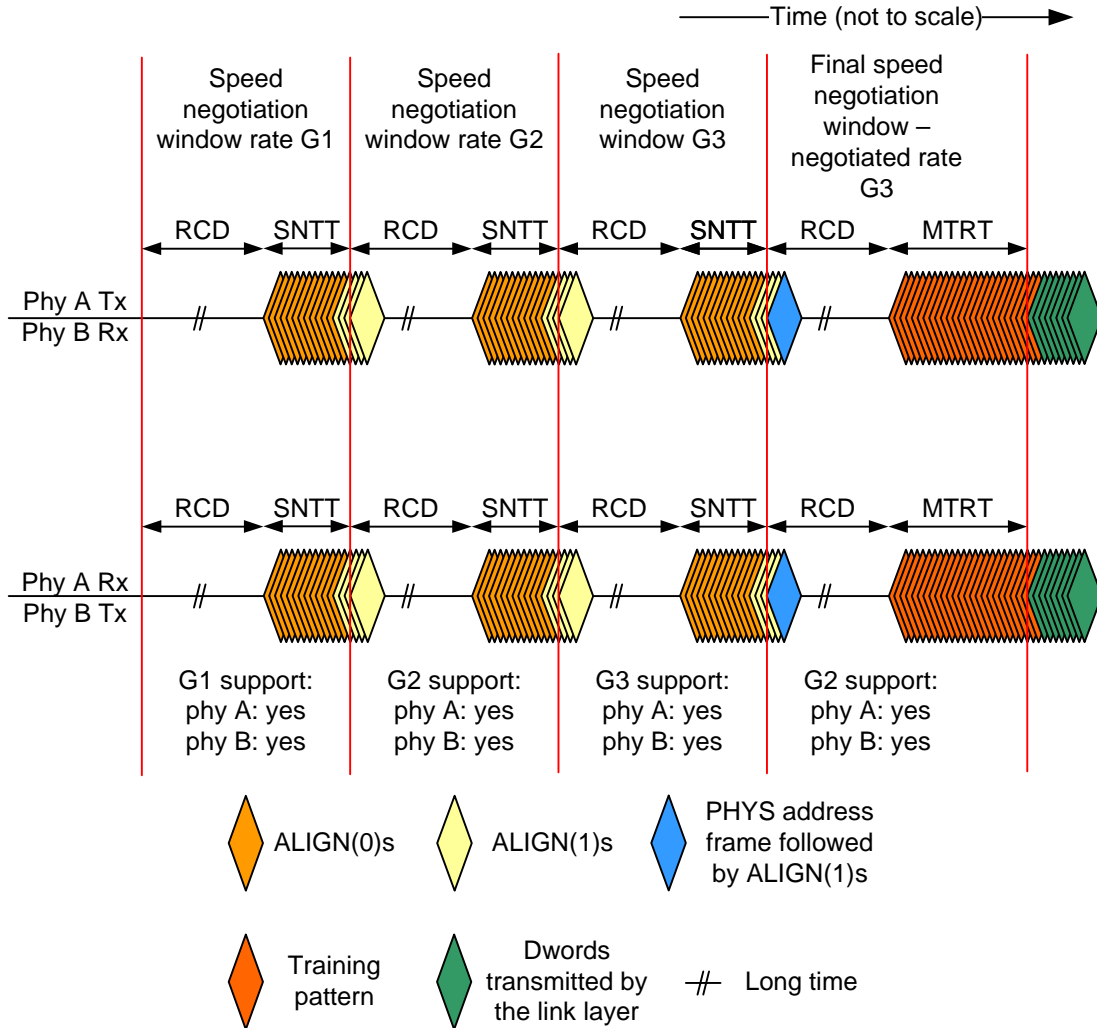 Time (not to scale)
Speed
negotiation
window rate G1
Speed
negotiation
window rate G2
Speed
negotiation
window G3
Final speed
negotiation
window –
negotiated rate
G3
RCD
SNTT
RCD
SNTT
RCD
SNTT
RCD
MTRT
Phy A Tx
Phy B Rx
RCD
SNTT
RCD
SNTT
RCD
SNTT
RCD
MTRT
Phy A Rx
Phy B Tx
G1 support:
phy A: yes
phy B: yes
G2 support:
phy A: yes
phy B: yes
G3 support:
phy A: yes
phy B: yes
G2 support:
phy A: yes
phy B: yes
ALIGN(0)s
ALIGN(1)s
PHYS address
frame followed
by ALIGN(1)s
Training
pattern
Dwords
transmitted by
the link layer
Long time